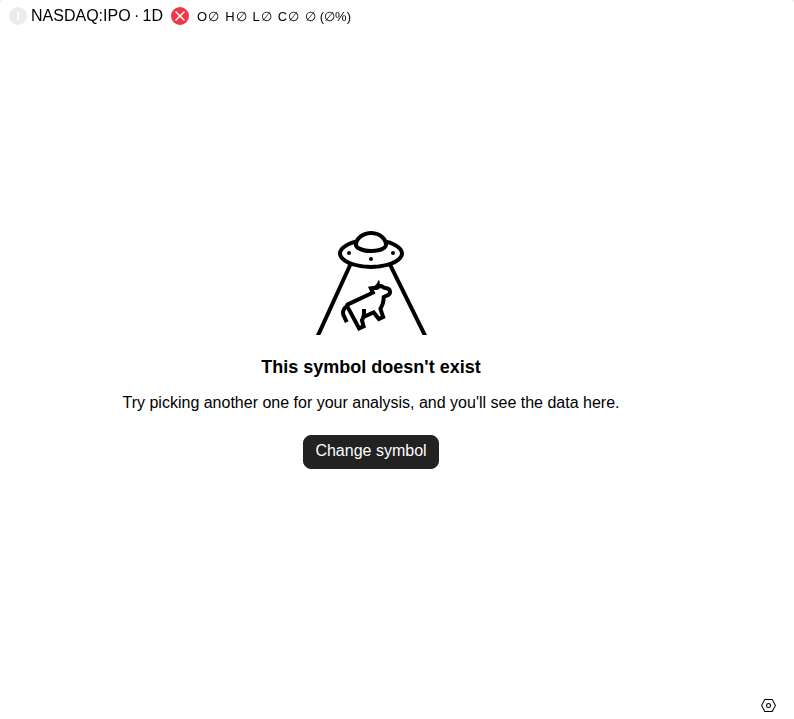 I NASDAQ:IPO · 1D O∅ H∅ L∅ C∅ ∅ (∅%)
This symbol doesn't exist
Try picking another one for your analysis, and you'll see the data here.
Change symbol